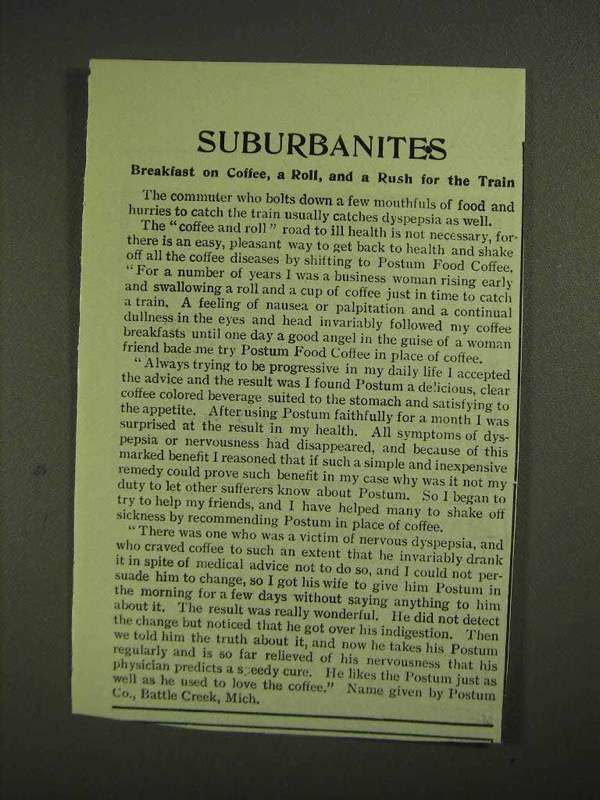 SUBURBANITES
Breakfast on Coffee, a Roll, and a Rush for the Train
The commuter who bolts down a few mouthfuls of food and
hurries to catch the train usually catches dyspepsia as well.
The "coffee and roll" road to ill health is not necessary, for-
there is an easy, pleasant way to get back to health and shake
off all the coffee diseases by shifting to Postum Food Coffee.
"For a number of years I was a business woman rising early
and swallowing a roll and a cup of coffee just in time to catch
a train. A feeling of nausea or palpitation and a continual
dullness in the eyes and head invariably followed my coffee
breakfasts until one day a good angel in the guise of a woman
friend bade me try Postum Food Coffee in place of coffee.
"Always trying to be progressive in my daily life I accepted
the advice and the result was I found Postum a delicious, clear
coffee colored beverage suited to the stomach and satisfying to
the appetite. After using Postum faithfully for a month I was
surprised at the result in my health. All symptoms of dys-
pepsia or nervousness had disappeared, and because of this
marked benefit I reasoned that if such a simple and inexpensive
remedy could prove such benefit in my case why was it not my
duty to let other sufferers know about Postum. So I began to
try to help my friends, and I have helped many to shake off
sickness by recommending Postum in place of coffee.
"There was one who was a victim of nervous dyspepsia, and
who craved coffee to such an extent that he invariably drank
it in spite of medical advice not to do so, and I could not per-
suade him to change, so I got his wife to give him Postum in
the morning for a few days without saying anything to him
about it. The result was really wonderful. He did not detect
the change but noticed that he got over his indigestion. Then
we told him the truth about it, and now he takes his Postum
regularly and is so far relieved of his nervousness that his
physician predicts a speedy cure. He likes the Postum just as
well as he used to love the coffee." Name given by Postum
Co., Battle Creek, Mich.